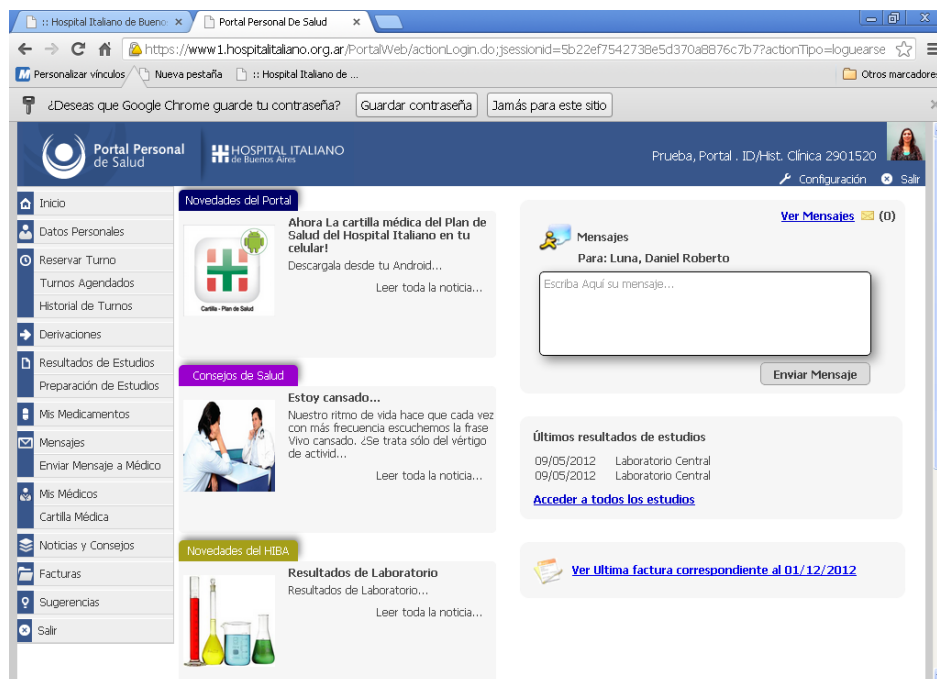 :: Hospital Italiano de Bueno
Portal Personal De Salud
https://www1.hospitalitaliano.org.ar/PortalWeb/actionLogin.do;jsessionid=5b22ef7542738e5d370a8876c7b7?actionTipo=loguearse
Personalizar vínculos
Nueva pestaña
:: Hospital Italiano de ...
Otros marcadores
¿Deseas que Google Chrome guarde tu contraseña?
Guardar contraseña
Jamás para este sitio
Portal Personal
de Salud
HOSPITAL ITALIANO
de Buenos Aires
Prueba, Portal . ID/Hist. Clínica 2901520
Configuración
Salir
Inicio
Datos Personales
Reservar Turno
Turnos Agendados
Historial de Turnos
Derivaciones
Resultados de Estudios
Preparación de Estudios
Mis Medicamentos
Mensajes
Enviar Mensaje a Médico
Mis Médicos
Cartilla Médica
Noticias y Consejos
Facturas
Sugerencias
Salir
Novedades del Portal
Cartilla - Plan de Salud
Ahora La cartilla médica del Plan de
Salud del Hospital Italiano en tu
celular!
Descargala desde tu Android...
Leer toda la noticia...
Consejos de Salud
Estoy cansado...
Nuestro ritmo de vida hace que cada vez
con más frecuencia escuchemos la frase
Vivo cansado. ¿Se trata sólo del vértigo
de activid...
Leer toda la noticia...
Novedades del HIBA
Resultados de Laboratorio
Resultados de Laboratorio...
Leer toda la noticia...
Ver Mensajes (0)
Mensajes
Para: Luna, Daniel Roberto
Escriba Aquí su mensaje...
Enviar Mensaje
Últimos resultados de estudios
09/05/2012 Laboratorio Central
09/05/2012 Laboratorio Central
Acceder a todos los estudios
Ver Ultima factura correspondiente al 01/12/2012